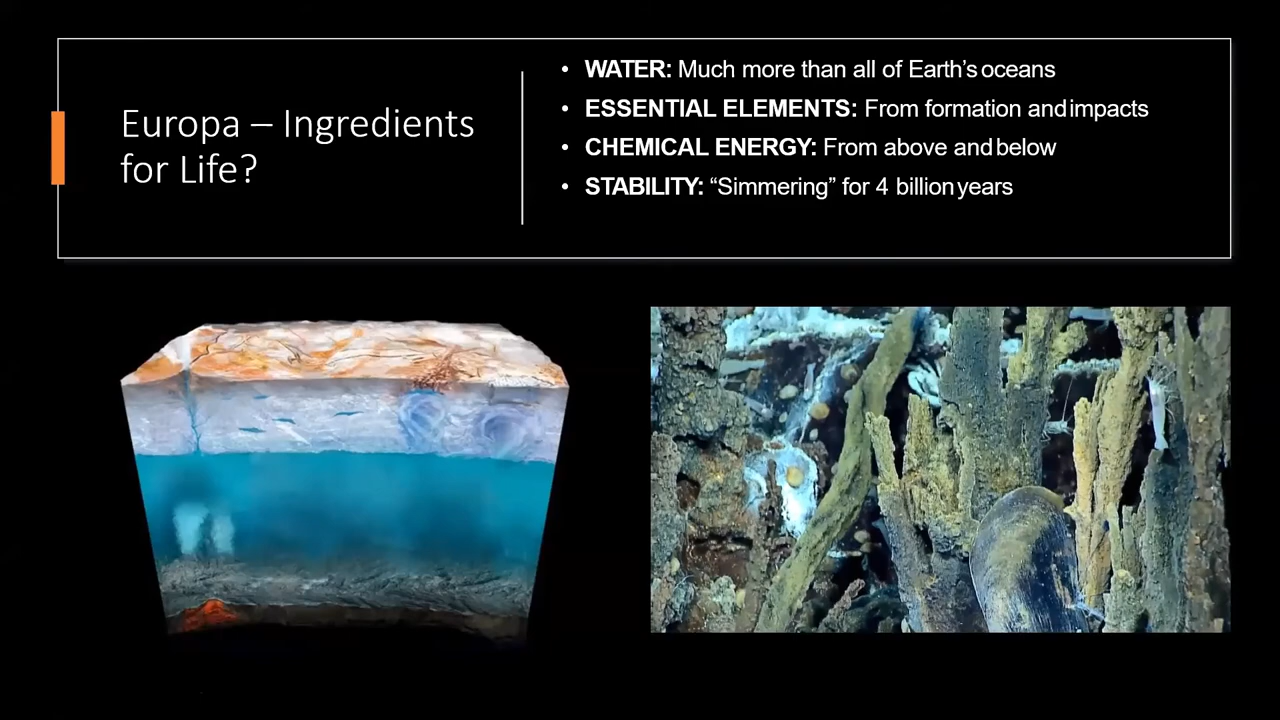 Europa – Ingredients
for Life?
• WATER: Much more than all of Earth's oceans
• ESSENTIAL ELEMENTS: From formation and impacts
• CHEMICAL ENERGY: From above and below
• STABILITY: “Simmering” for 4 billion years